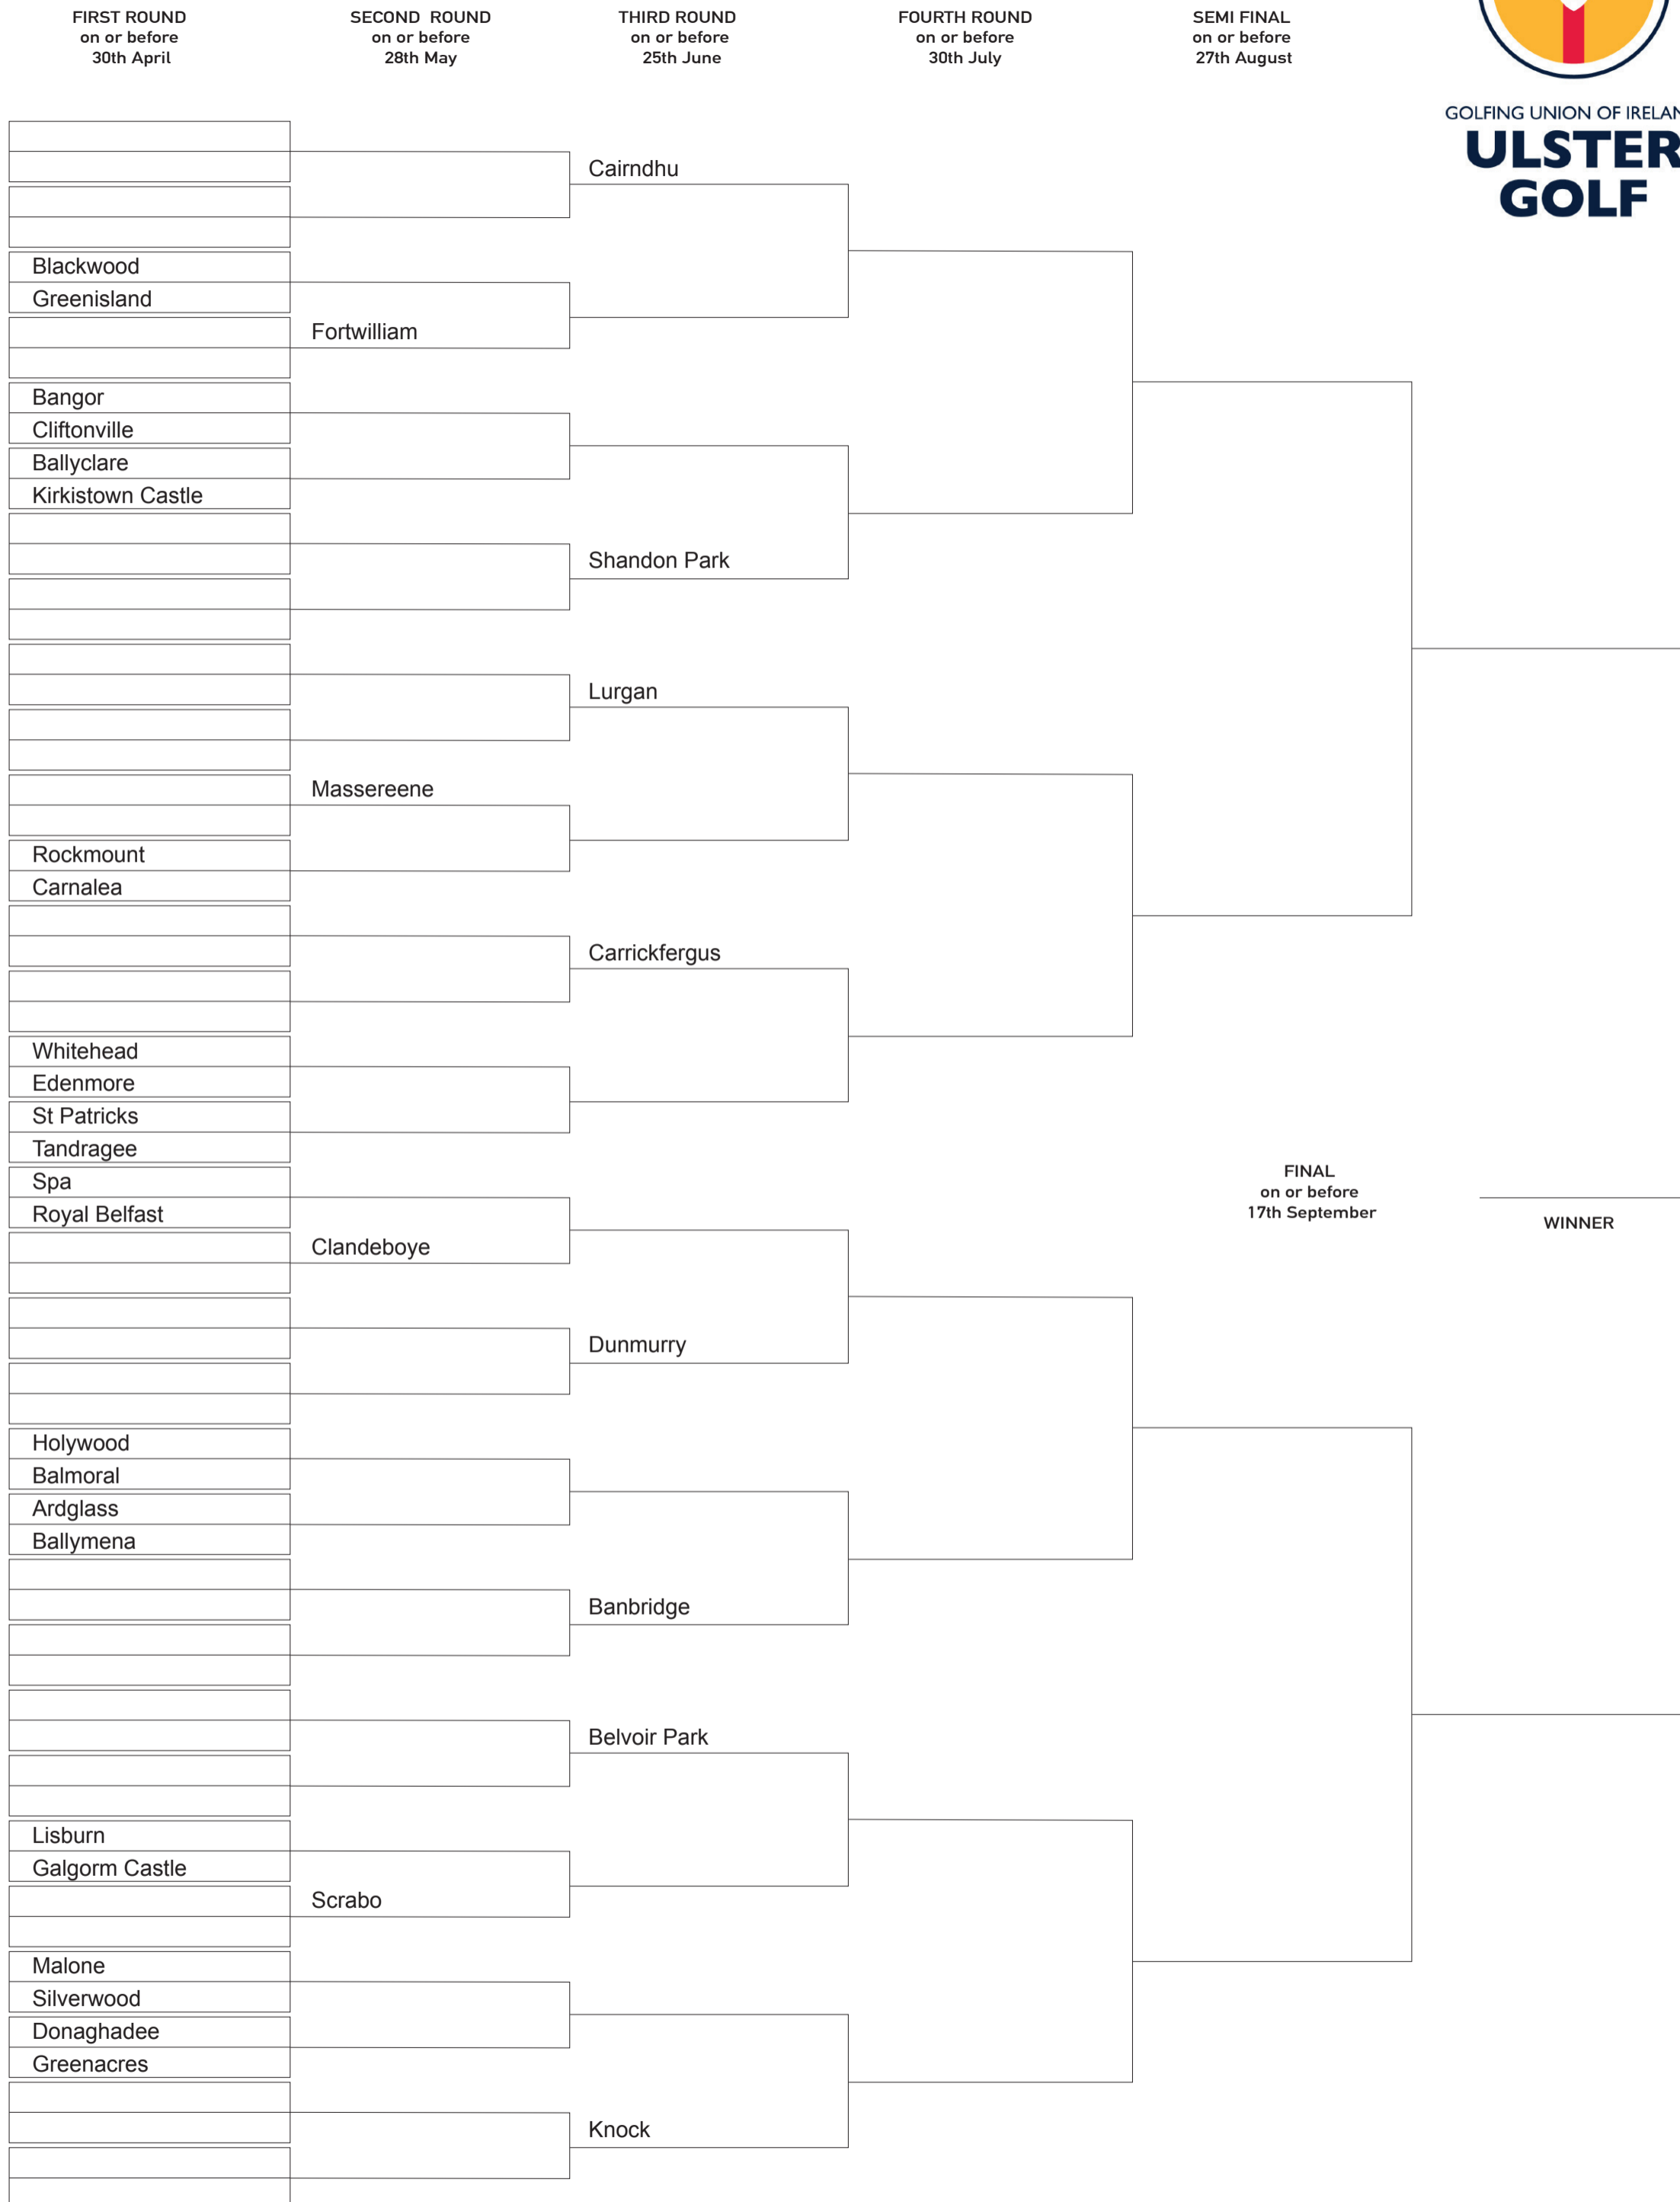 FIRST ROUND
on or before
30th April
SECOND ROUND
on or before
28th May
THIRD ROUND
on or before
25th June
FOURTH ROUND
on or before
30th July
SEMI FINAL
on or before
27th August
GOLFING UNION OF IRELAN
ULSTER
GOLF
Cairndhu
Blackwood
Greenisland
Fortwilliam
Bangor
Cliftonville
Ballyclare
Kirkistown Castle
Shandon Park
Lurgan
Massereene
Rockmount
Carnalea
Carrickfergus
Whitehead
Edenmore
St Patricks
Tandragee
Spa
Royal Belfast
Clandeboye
FINAL
on or before
17th September
WINNER
Dunmurry
Holywood
Balmoral
Ardglass
Ballymena
Banbridge
Belvoir Park
Lisburn
Galgorm Castle
Scrabo
Malone
Silverwood
Donaghadee
Greenacres
Knock